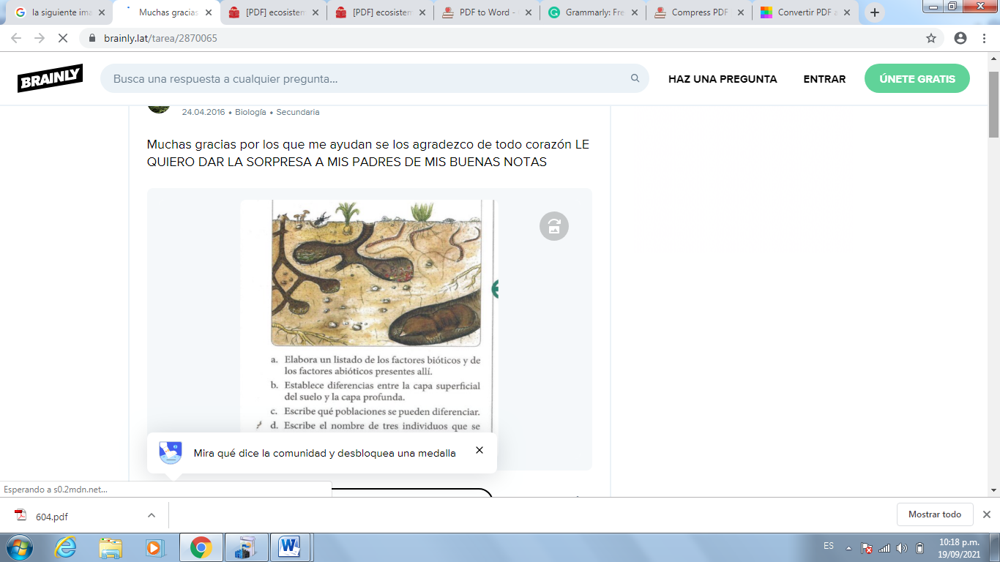 la siguiente ima
Muchas gracias
[PDF] ecosistem
[PDF] ecosistem
PDF to Word -
Grammarly: Fre
Compress PDF
Convertir PDF a
brainly.lat/tarea/2870065
BRAINLY
Busca una respuesta a cualquier pregunta...
HAZ UNA PREGUNTA
ENTRAR
ÚNETE GRATIS
24.04.2016 • Biología • Secundaria
Muchas gracias por los que me ayudan se los agradezco de todo corazón LE
QUIERO DAR LA SORPRESA A MIS PADRES DE MIS BUENAS NOTAS
a. Elabora un listado de los factores bióticos y de
los factores abióticos presentes allí.
b. Establece diferencias entre la capa superficial
del suelo y la capa profunda.
c. Escribe qué poblaciones se pueden diferenciar.
d. Escribe el nombre de tres individuos que se
Mira qué dice la comunidad y desbloquea una medalla
Esperando a s0.2mdn.net...
604.pdf
Mostrar todo
ES
10:18 p.m.
19/09/2021